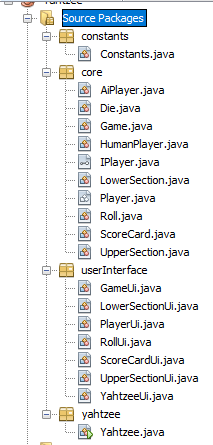 Yahtzee
Source Packages
constants
Constants.java
core
AiPlayer.java
Die.java
Game.java
HumanPlayer.java
IPlayer.java
LowerSection.java
Player.java
Roll.java
ScoreCard.java
UpperSection.java
userInterface
GameUi.java
LowerSectionUi.java
PlayerUi.java
RollUi.java
ScoreCardUi.java
UpperSectionUi.java
YahtzeeUi.java
yahtzee
Yahtzee.java